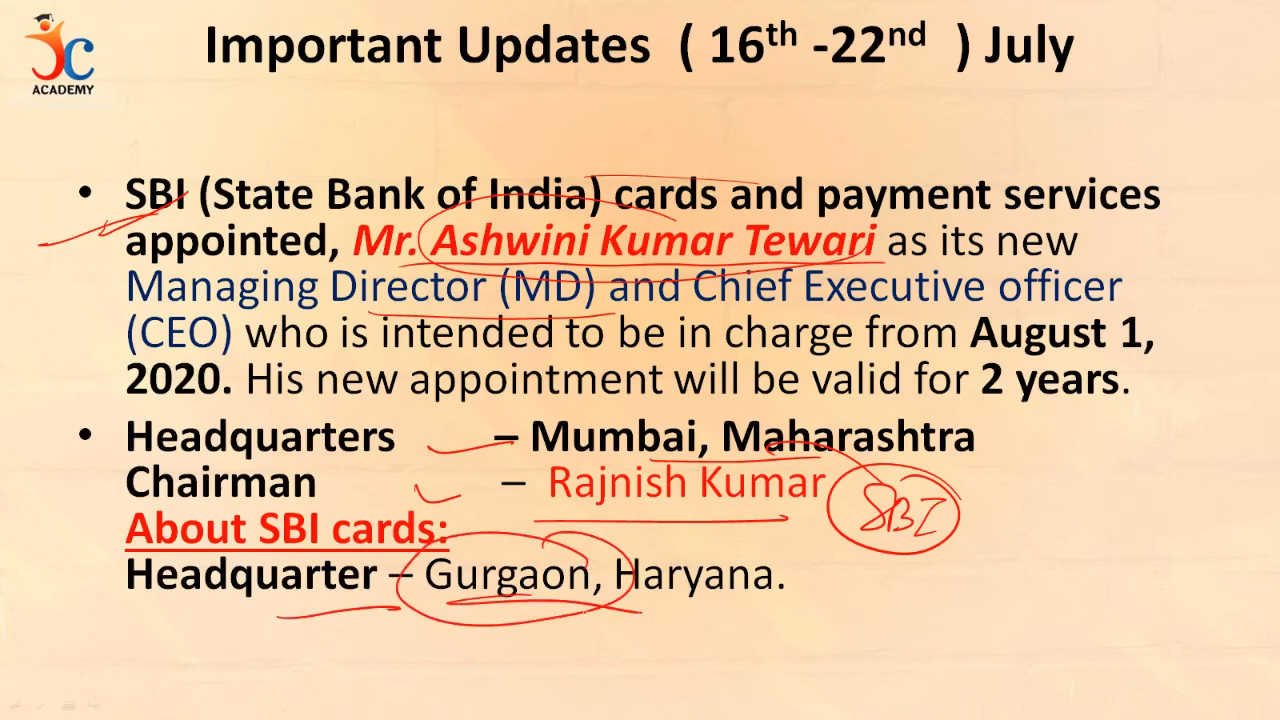 JC
ACADEMY
Important Updates ( 16th -22nd ) July
• SBI (State Bank of India) cards and payment services
appointed, Mr. Ashwini Kumar Tewari as its new
Managing Director (MD) and Chief Executive officer
(CEO) who is intended to be in charge from August 1,
2020. His new appointment will be valid for 2 years.
• Headquarters – Mumbai, Maharashtra
Chairman – Rajnish Kumar
SBI
About SBI cards:
Headquarter – Gurgaon, Haryana.